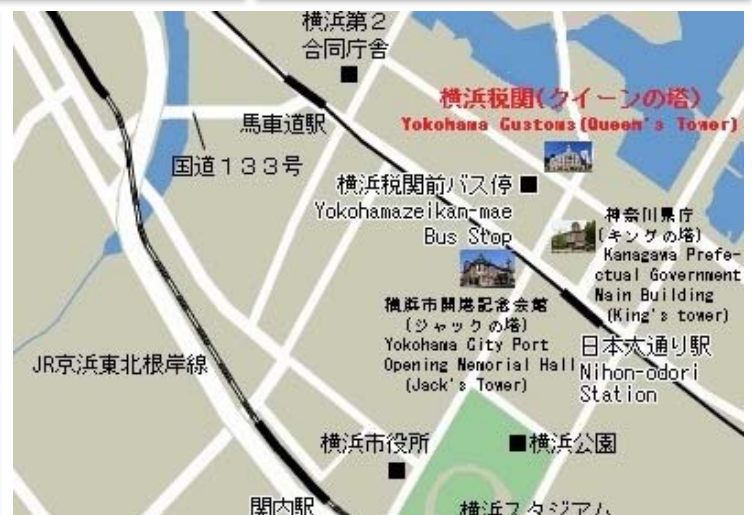 横浜第2
合同庁舎
横浜税関(クイーンの塔)
Yokohama Customs(Queen's Tower)
馬車道駅
国道133号
横浜税関前バス停
Yokohamazeikan-mae
Bus Stop
神奈川県庁
(キングの塔)
Kanagawa Prefe-
ctual Government
Main Building
(King's tower)
横浜市開港記念会館
(ジャックの塔)
Yokohama City Port
Opening Memorial Hall
(Jack's Tower)
日本大通り駅
Nihon-odori
Station
JR京浜東北根岸線
横浜市役所
横浜公園
関内駅
横浜スタジアム